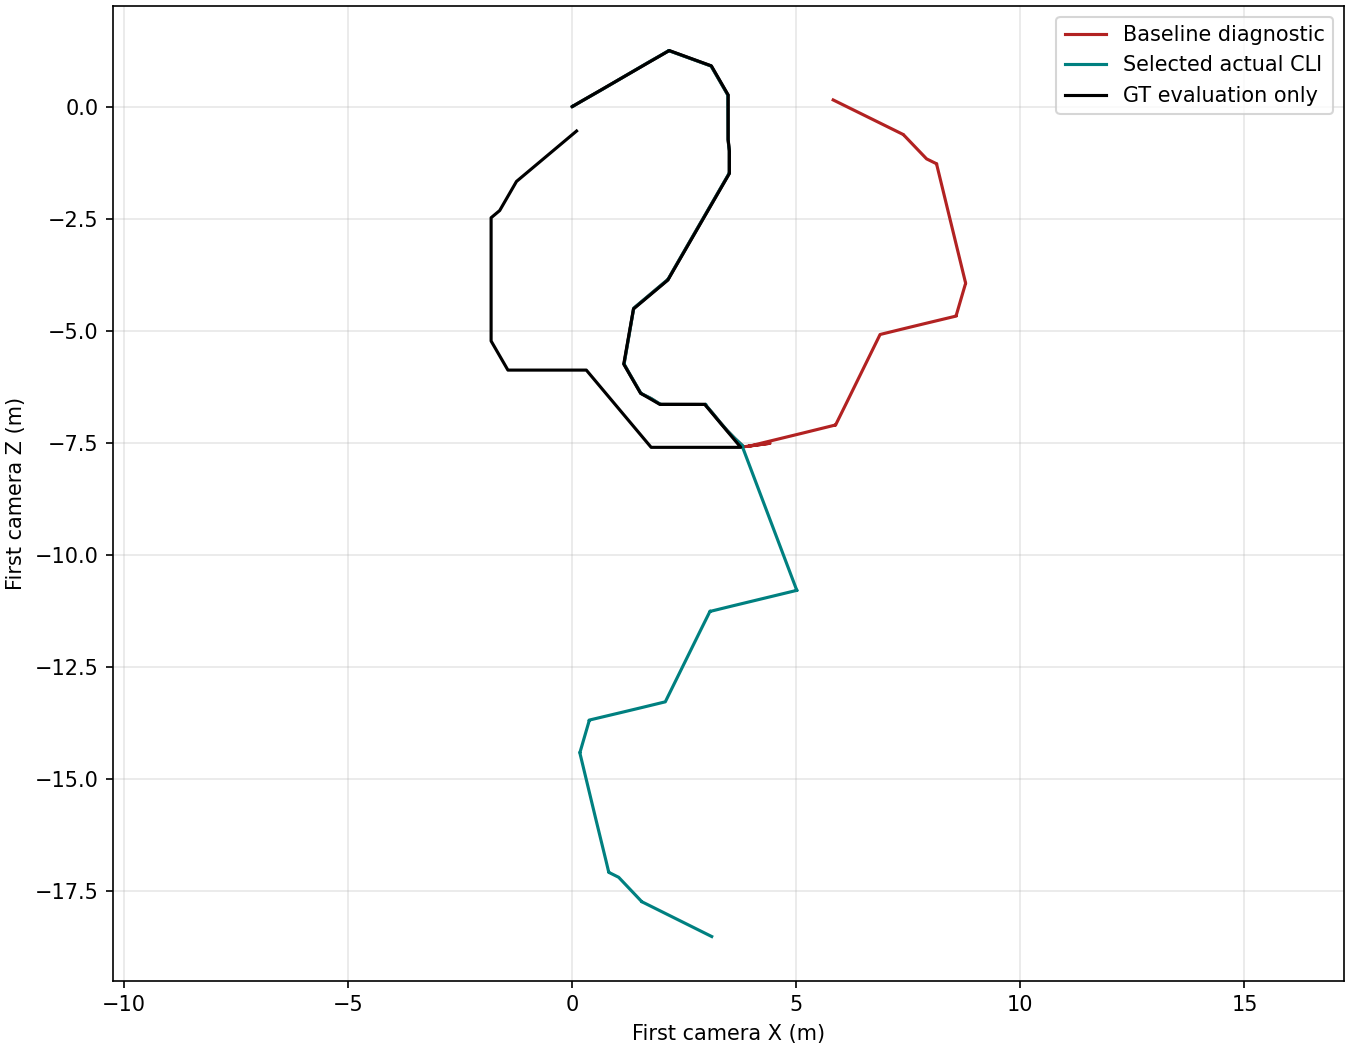 Baseline diagnostic
Selected actual CLI
GT evaluation only
0.0
−2.5
−5.0
−7.5
−10.0
−12.5
−15.0
−17.5
First camera Z (m)
−10
−5
0
5
10
15
First camera X (m)